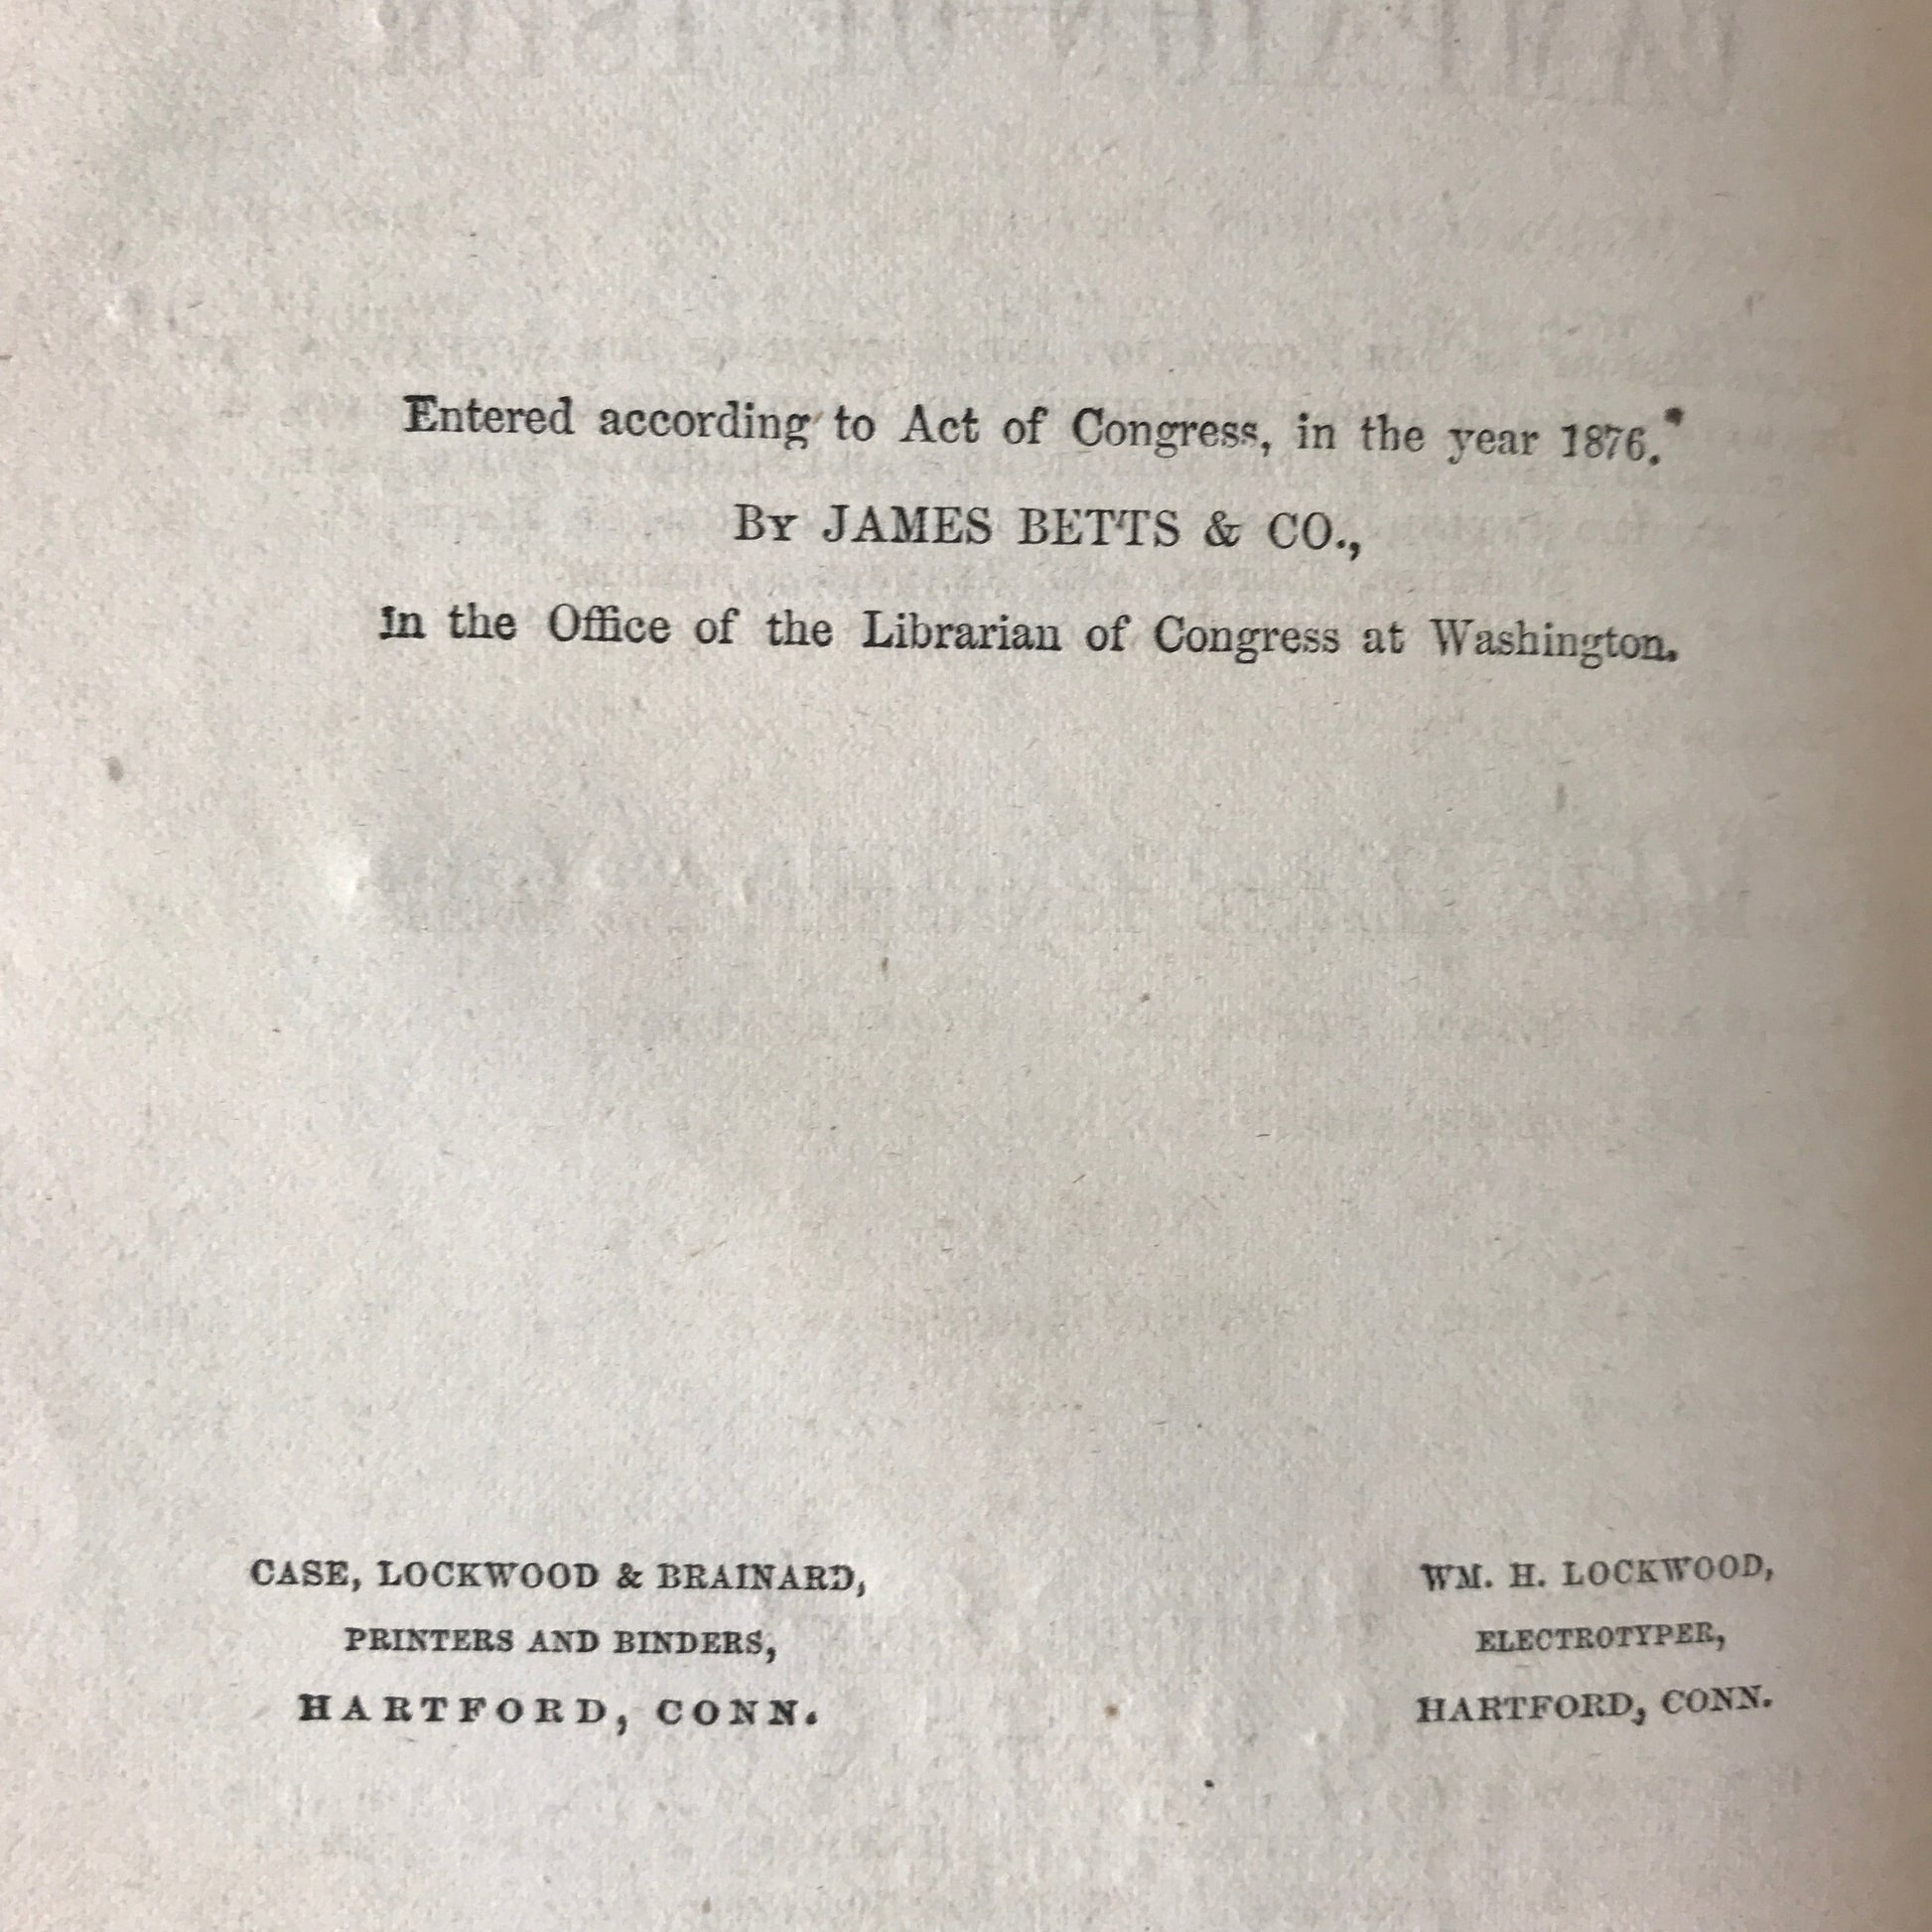 Entered according to Act of Congress, in the year 1876.
By JAMES BETTS & CO.,
In the Office of the Librarian of Congress at Washington.
CASE, LOCKWOOD & BRAINARD,
PRINTERS AND BINDERS,
HARTFORD, CONN.
WM. H. LOCKWOOD,
ELECTROTYPER,
HARTFORD, CONN.